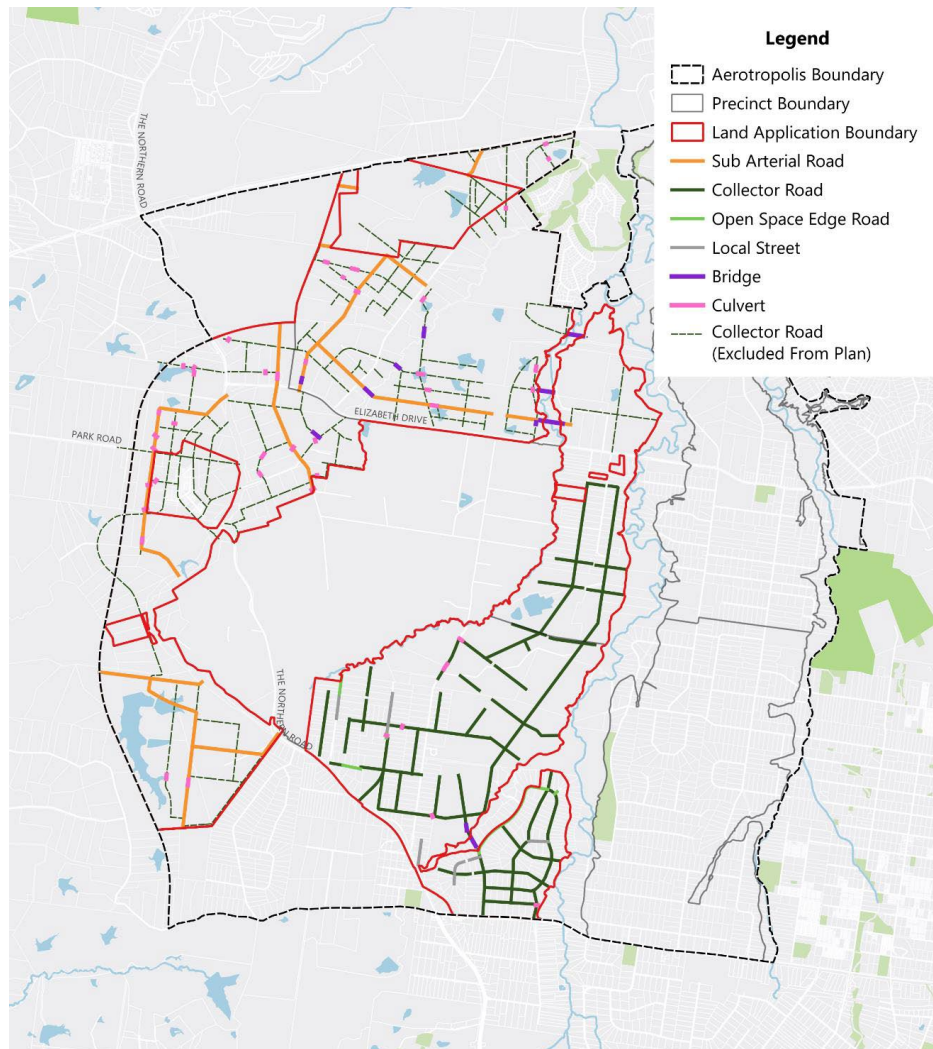 Legend
Aerotropolis Boundary
Precinct Boundary
Land Application Boundary
Sub Arterial Road
Collector Road
Open Space Edge Road
Local Street
Bridge
Culvert
Collector Road
(Excluded From Plan)
THE NORTHERN ROAD
ELIZABETH DRIVE
PARK ROAD
THE NORTHERN ROAD